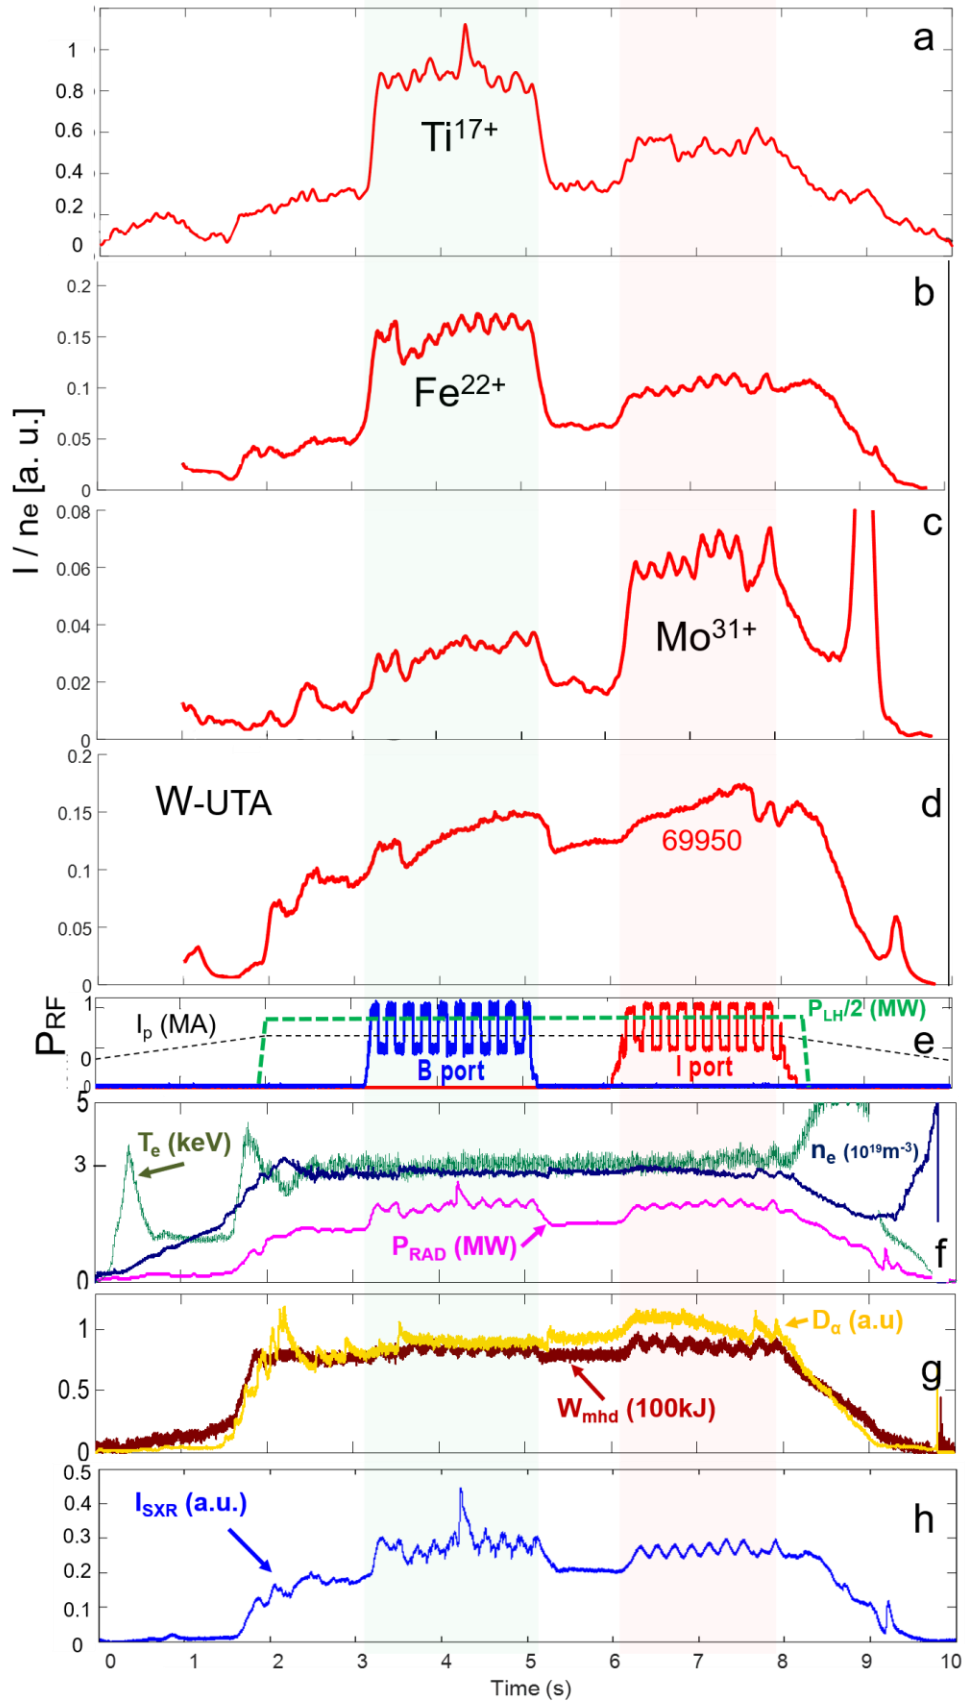 I / ne [a. u.]
1
0.8
0.6
0.4
0.2
0
Ti17+
a
0.2
0.15
0.1
0.05
0
Fe22+
b
0.08
0.06
0.04
0.02
0
Mo31+
c
0.2
0.15
0.1
0.05
0
W-UTA
69950
d
PRF
1
0
0
Ip (MA)
PLH/2 (MW)
B port
I port
e
5
3
0
Te (keV)
ne (10¹⁹m⁻³)
PRAD (MW)
f
1
0.5
0
Dα (a.u)
Wmhd (100kJ)
g
0.5
0.4
0.3
0.2
0.1
0
ISXR (a.u.)
h
0 1 2 3 4 5 6 7 8 9 10
Time (s)